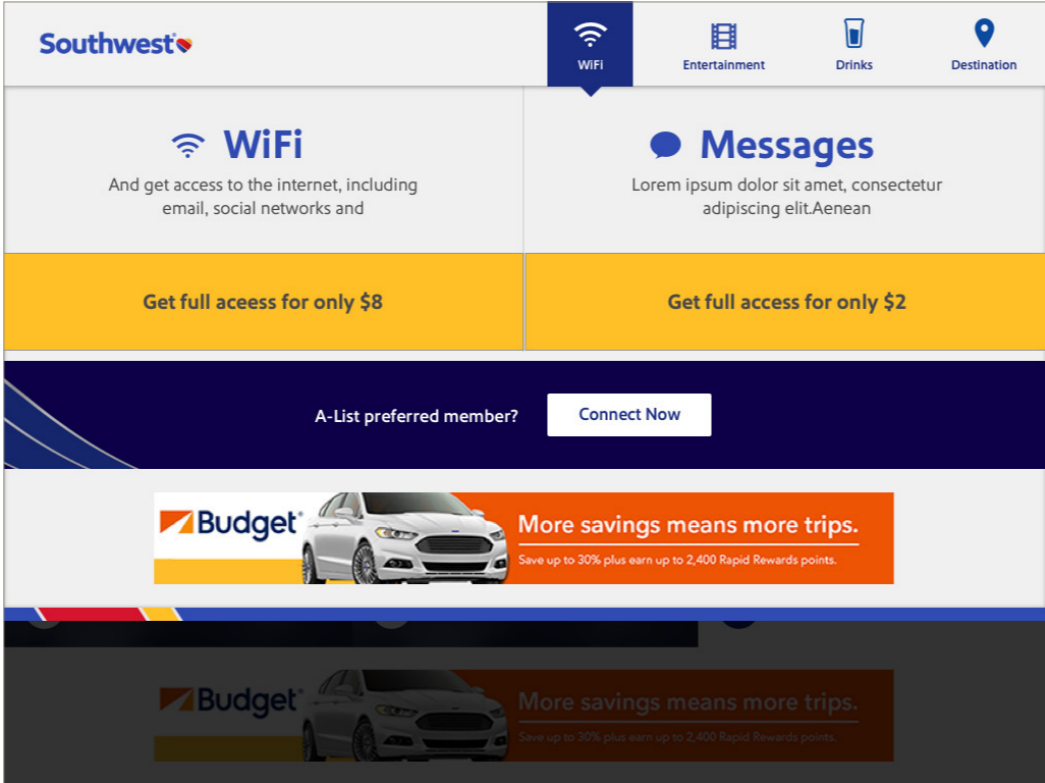 Southwest
WiFi
Entertainment
Drinks
Destination
WiFi
And get access to the internet, including
email, social networks and
Messages
Lorem ipsum dolor sit amet, consectetur
adipiscing elit.Aenean
Get full aceess for only $8
Get full access for only $2
A-List preferred member?
Connect Now
Budget
More savings means more trips.
Save up to 30% plus earn up to 2,400 Rapid Rewards points.
Budget
More savings means more trips.
Save up to 30% plus earn up to 2,400 Rapid Rewards points.